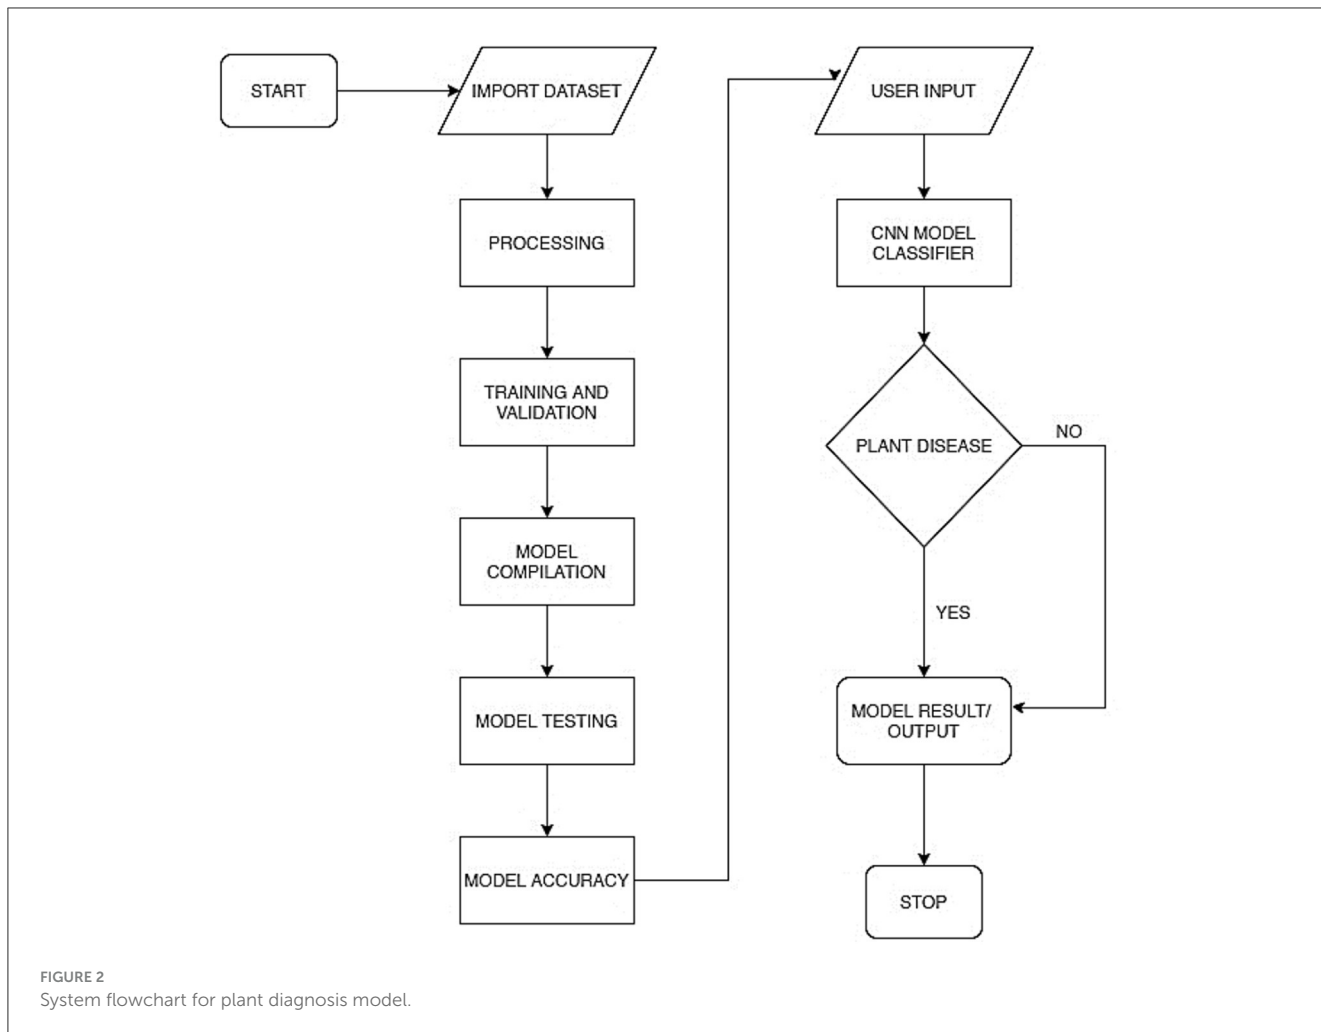 START
IMPORT DATASET
PROCESSING
TRAINING AND
VALIDATION
MODEL
COMPILATION
MODEL TESTING
MODEL ACCURACY
USER INPUT
CNN MODEL
CLASSIFIER
PLANT DISEASE
NO
YES
MODEL RESULT/
OUTPUT
STOP
FIGURE 2
System flowchart for plant diagnosis model.